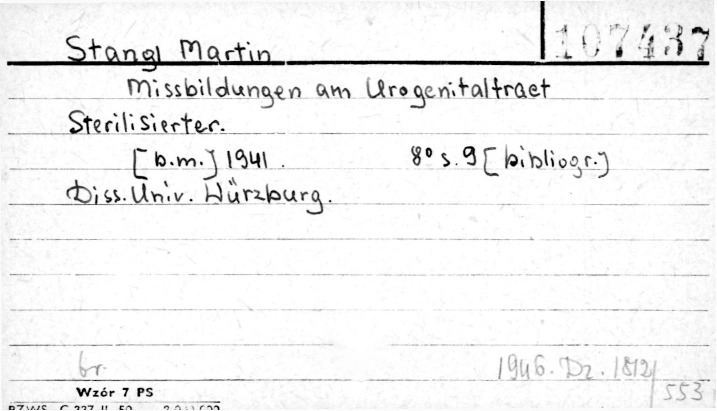 107437
Stangl Martin
Missbildungen am Urogenitaltract
Sterilisierter.
[b.m.] 1941. 8° s. 9 [bibliogr.]
Diss. Univ. Würzburg.
br. 1946. Dz. 1812/
553
Wzór 7 PS